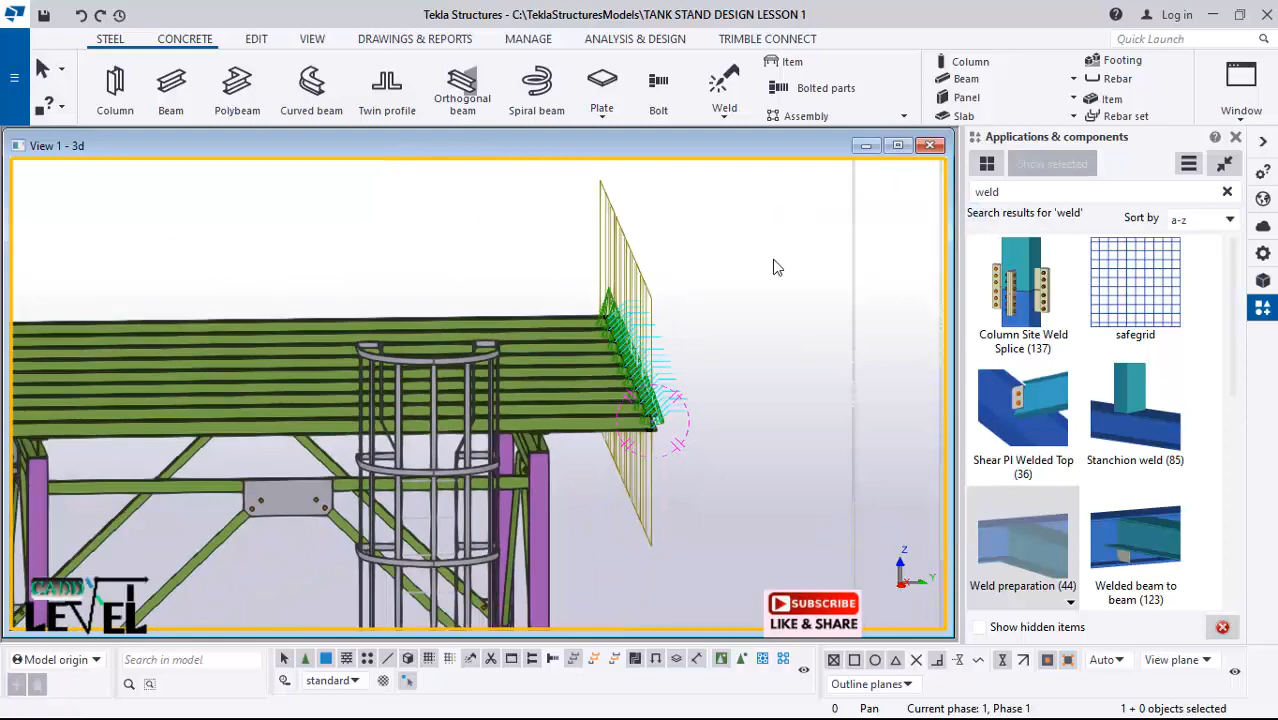 Tekla Structures - C:\TeklaStructuresModels\TANK STAND DESIGN LESSON 1
Log in
STEEL CONCRETE EDIT VIEW DRAWINGS & REPORTS MANAGE ANALYSIS & DESIGN TRIMBLE CONNECT Quick Launch
Column Beam Polybeam Curved beam Twin profile Orthogonal beam Spiral beam Plate Bolt Weld
Item
Bolted parts
Assembly
Column
Beam
Panel
Slab
Footing
Rebar
Item
Rebar set
Window
View 1 - 3d
Applications & components
Show selected
weld
Search results for 'weld' Sort by a-z
Column Site Weld Splice (137)
safegrid
Shear Pl Welded Top (36)
Stanchion weld (85)
Weld preparation (44)
Welded beam to beam (123)
Show hidden items
Z
Y
CADD
LEVEL
SUBSCRIBE
LIKE & SHARE
Model origin Search in model
standard
Auto View plane
Outline planes
0 Pan Current phase: 1, Phase 1 1 + 0 objects selected